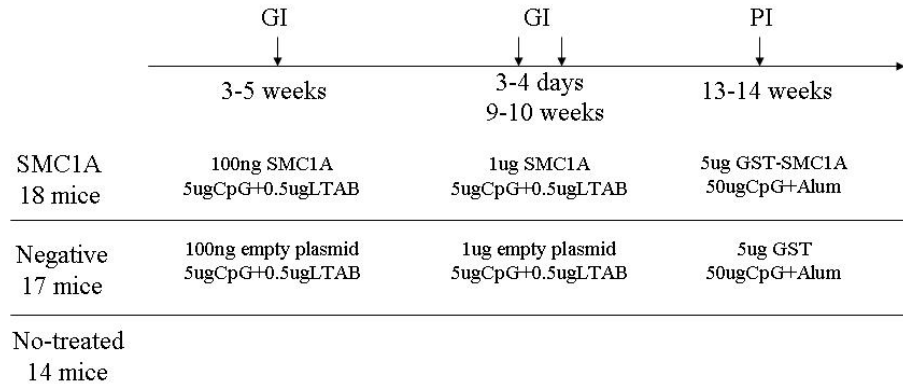 GI GI PI
3-5 weeks 3-4 days 13-14 weeks
9-10 weeks
SMC1A 100ng SMC1A 1ug SMC1A 5ug GST-SMC1A
18 mice 5ugCpG+0.5ugLTAB 5ugCpG+0.5ugLTAB 50ugCpG+Alum
Negative 100ng empty plasmid 1ug empty plasmid 5ug GST
17 mice 5ugCpG+0.5ugLTAB 5ugCpG+0.5ugLTAB 50ugCpG+Alum
No-treated
14 mice